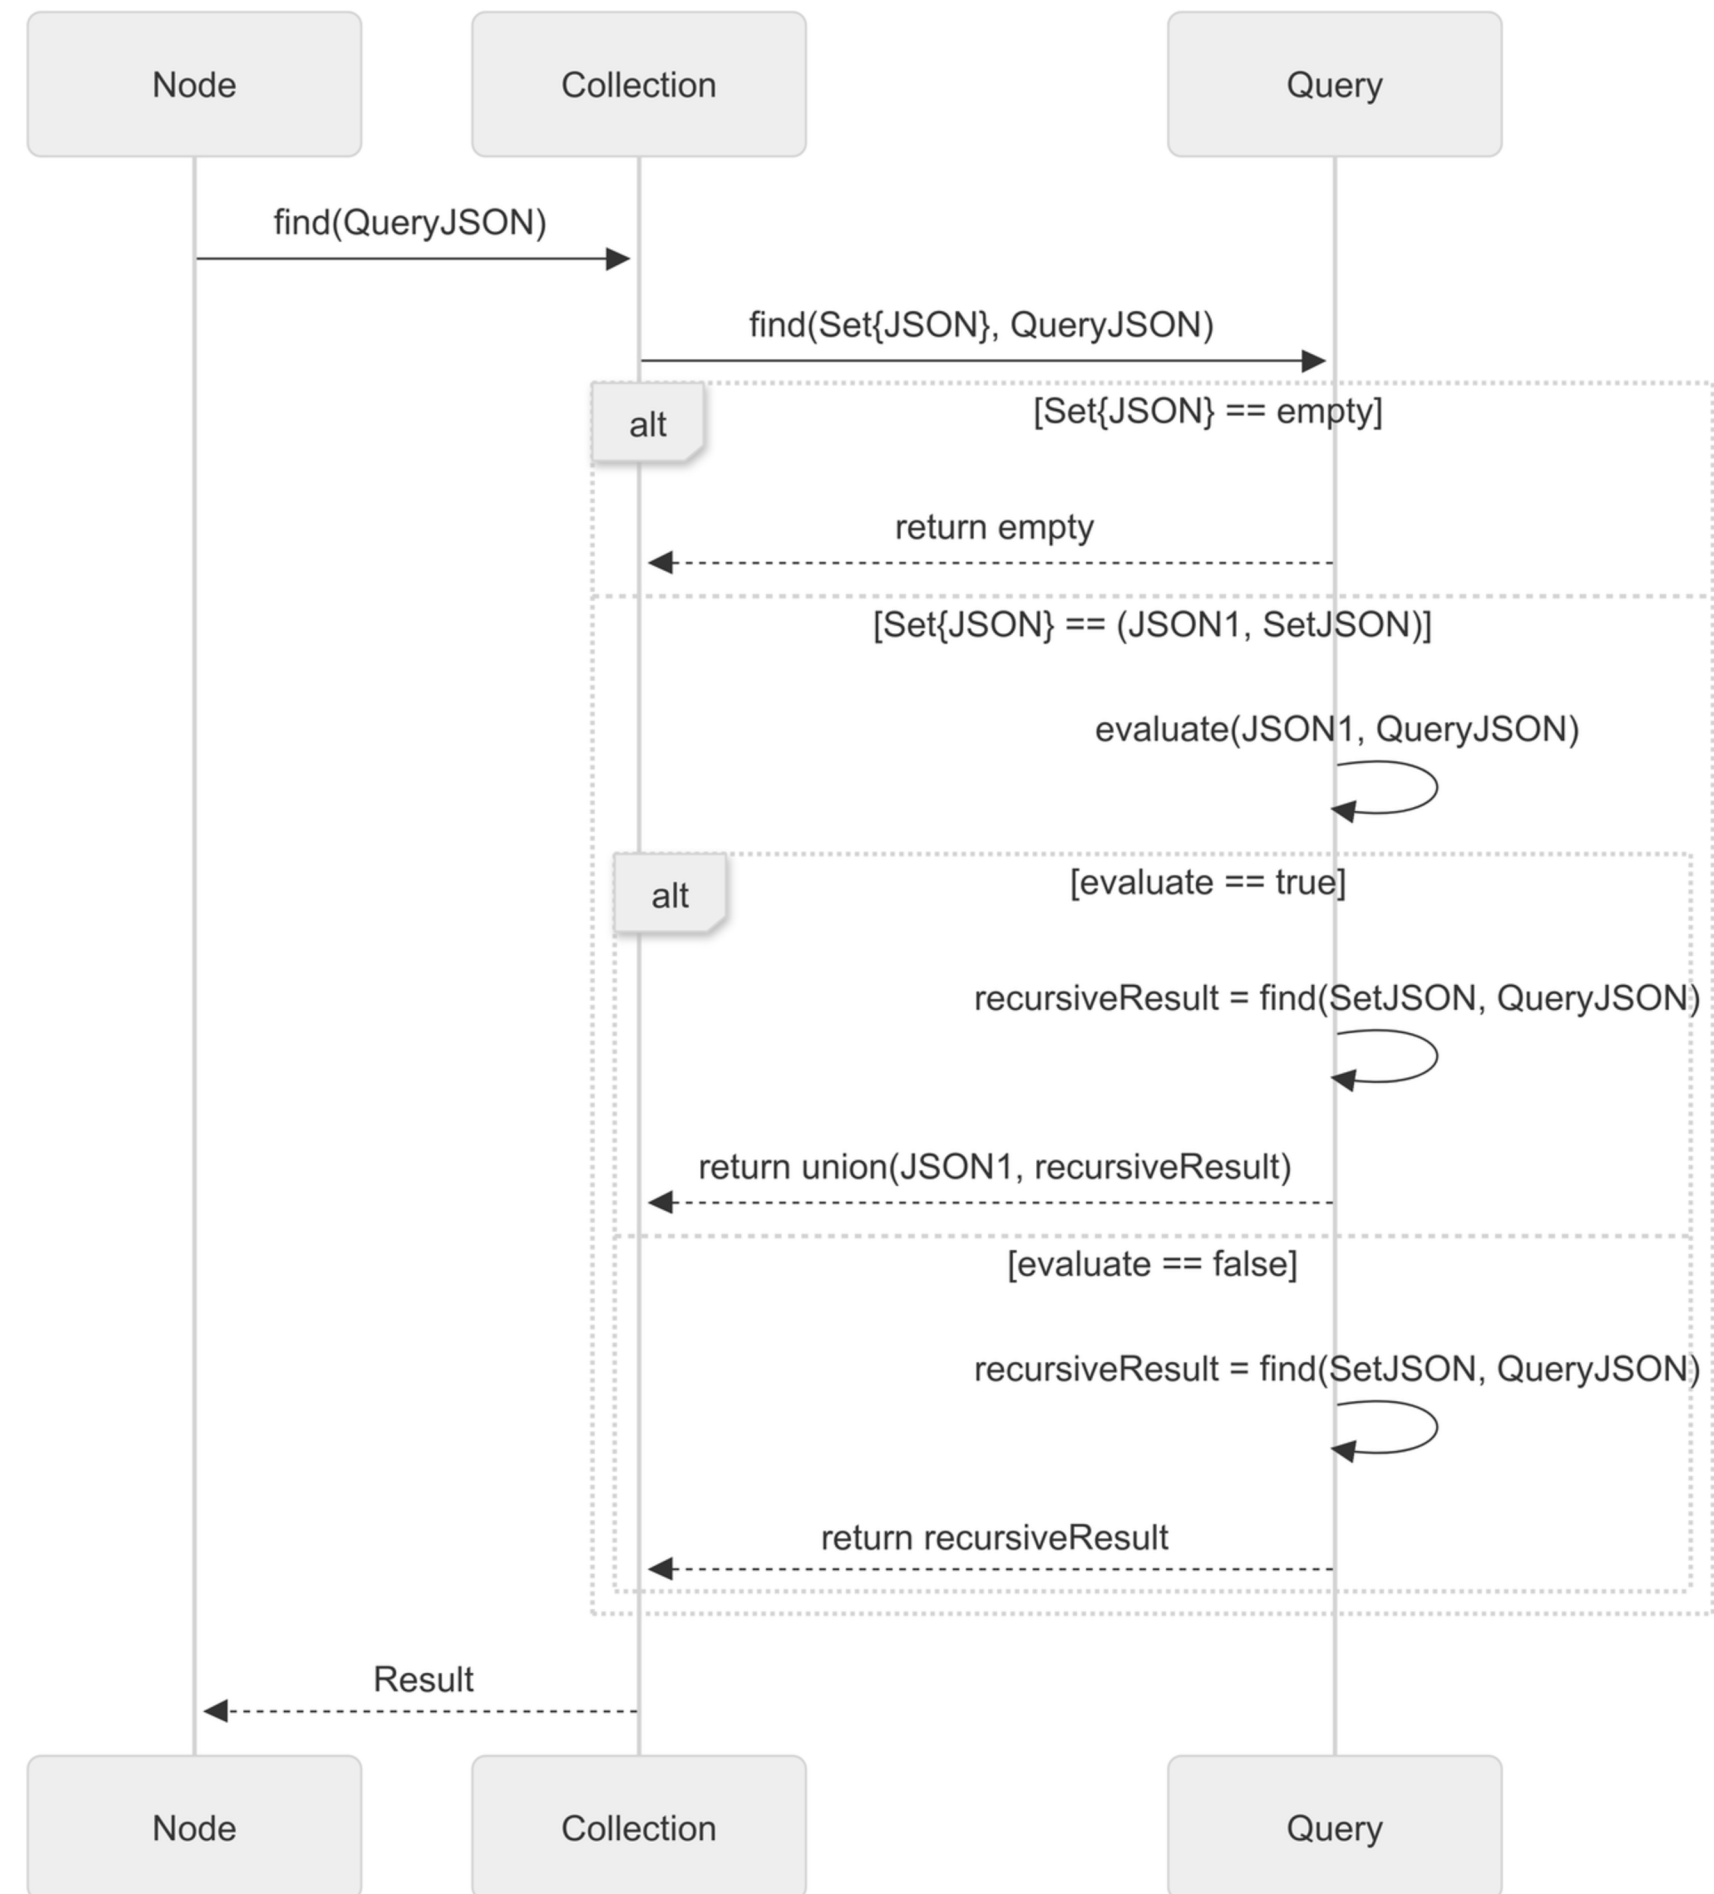 Node
Collection
Query
find(QueryJSON)
find(Set{JSON}, QueryJSON)
alt
[Set{JSON} == empty]
return empty
[Set{JSON} == (JSON1, SetJSON)]
evaluate(JSON1, QueryJSON)
alt
[evaluate == true]
recursiveResult = find(SetJSON, QueryJSON)
return union(JSON1, recursiveResult)
[evaluate == false]
recursiveResult = find(SetJSON, QueryJSON)
return recursiveResult
Result
Node
Collection
Query